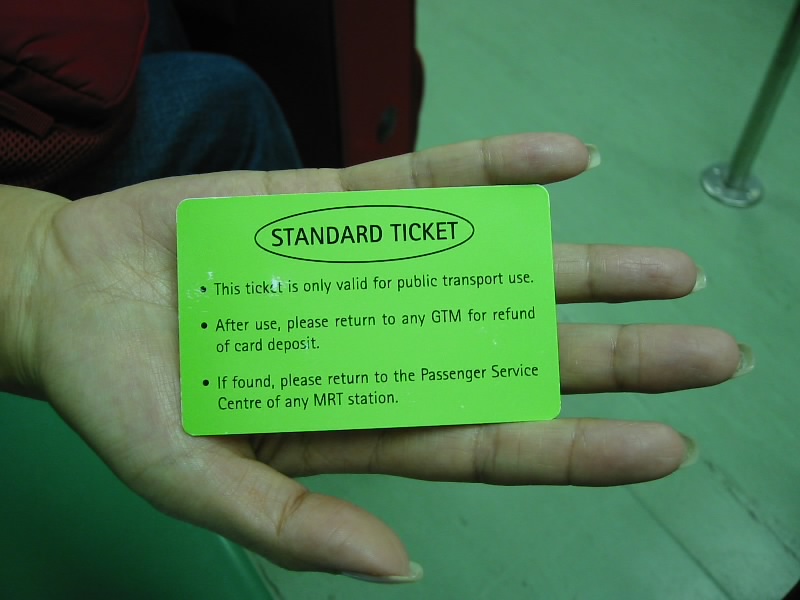 STANDARD TICKET
• This ticket is only valid for public transport use.
• After use, please return to any GTM for refund
of card deposit.
• If found, please return to the Passenger Service
Centre of any MRT station.